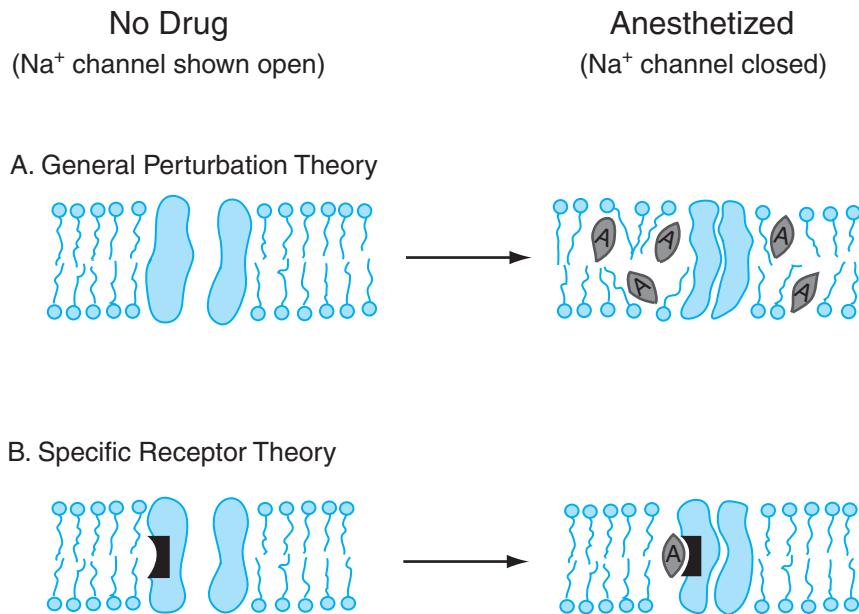 No Drug
(Na⁺ channel shown open)
Anesthetized
(Na⁺ channel closed)
A. General Perturbation Theory
A
A
A
A
B. Specific Receptor Theory
A